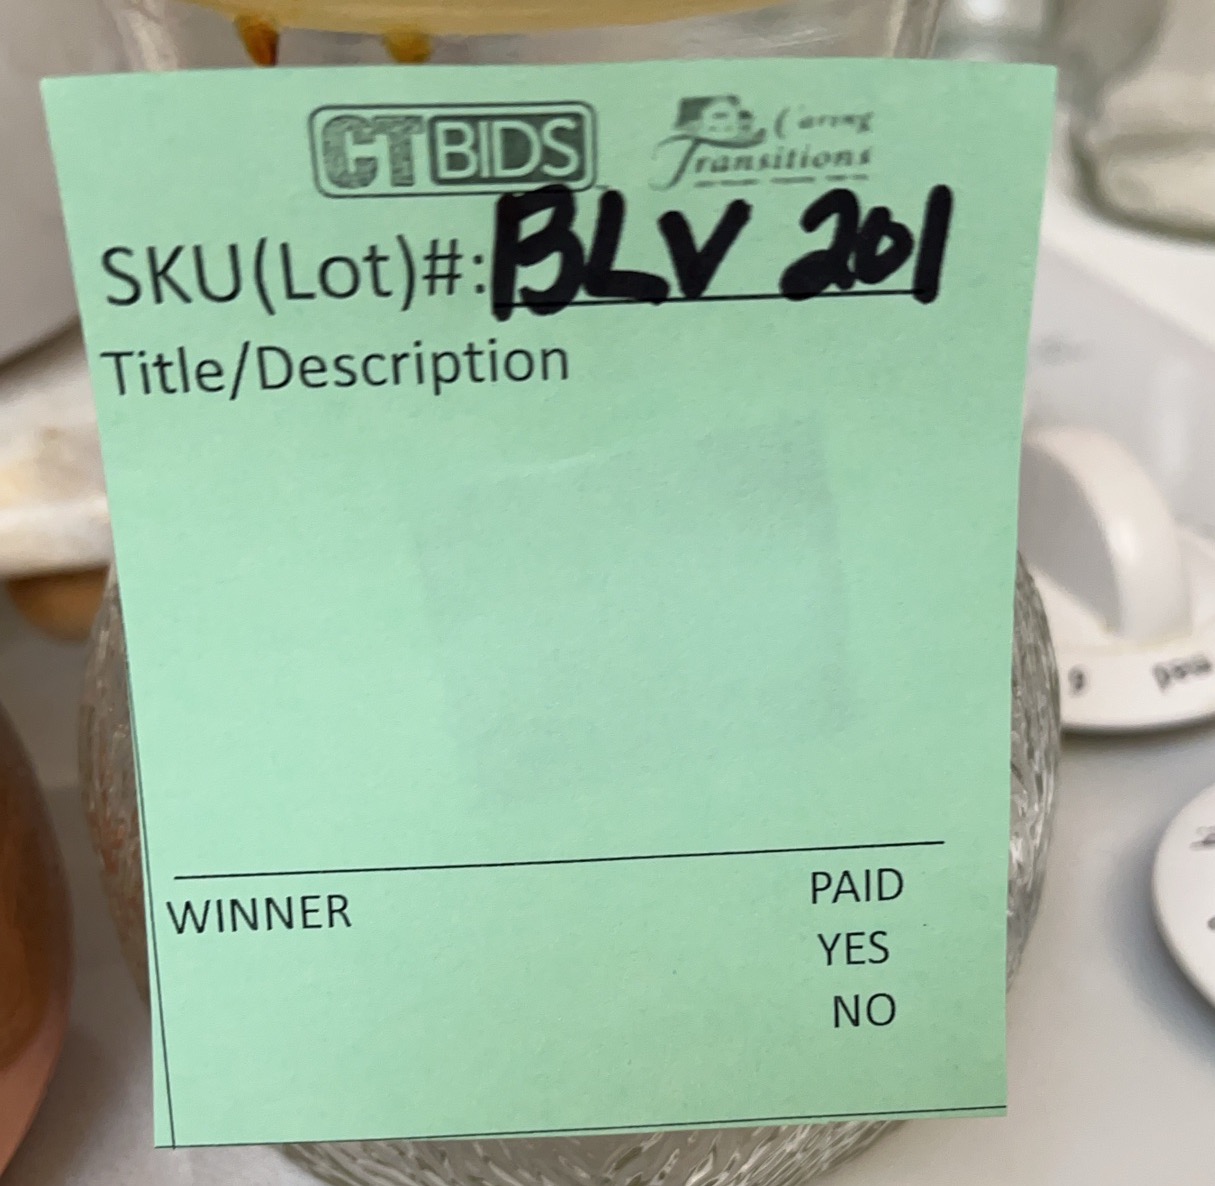 CTBIDS
Caring
Transitions
SKU(Lot)#: BLV 201
Title/Description
WINNER
PAID
YES
NO